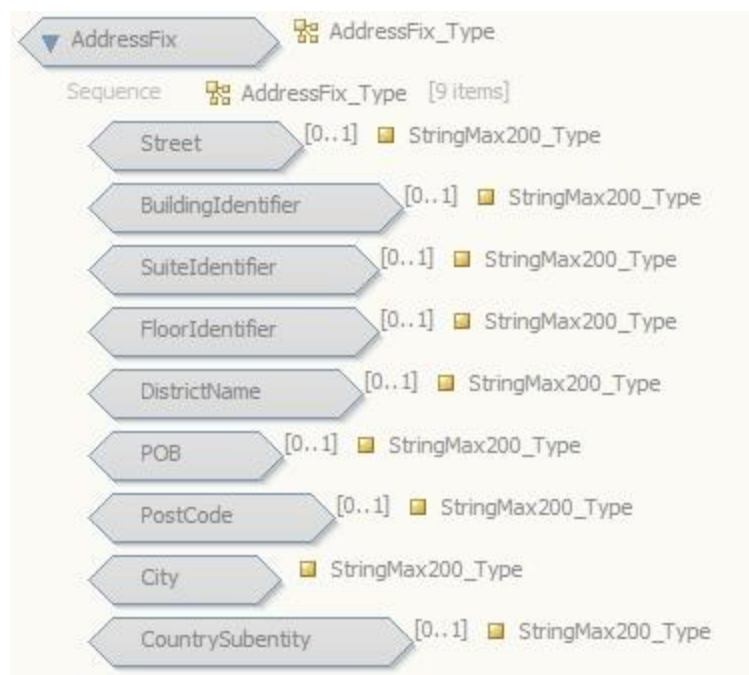 AddressFix AddressFix_Type
Sequence AddressFix_Type [9 items]
Street [0..1] StringMax200_Type
BuildingIdentifier [0..1] StringMax200_Type
SuiteIdentifier [0..1] StringMax200_Type
FloorIdentifier [0..1] StringMax200_Type
DistrictName [0..1] StringMax200_Type
POB [0..1] StringMax200_Type
PostCode [0..1] StringMax200_Type
City StringMax200_Type
CountrySubentity [0..1] StringMax200_Type